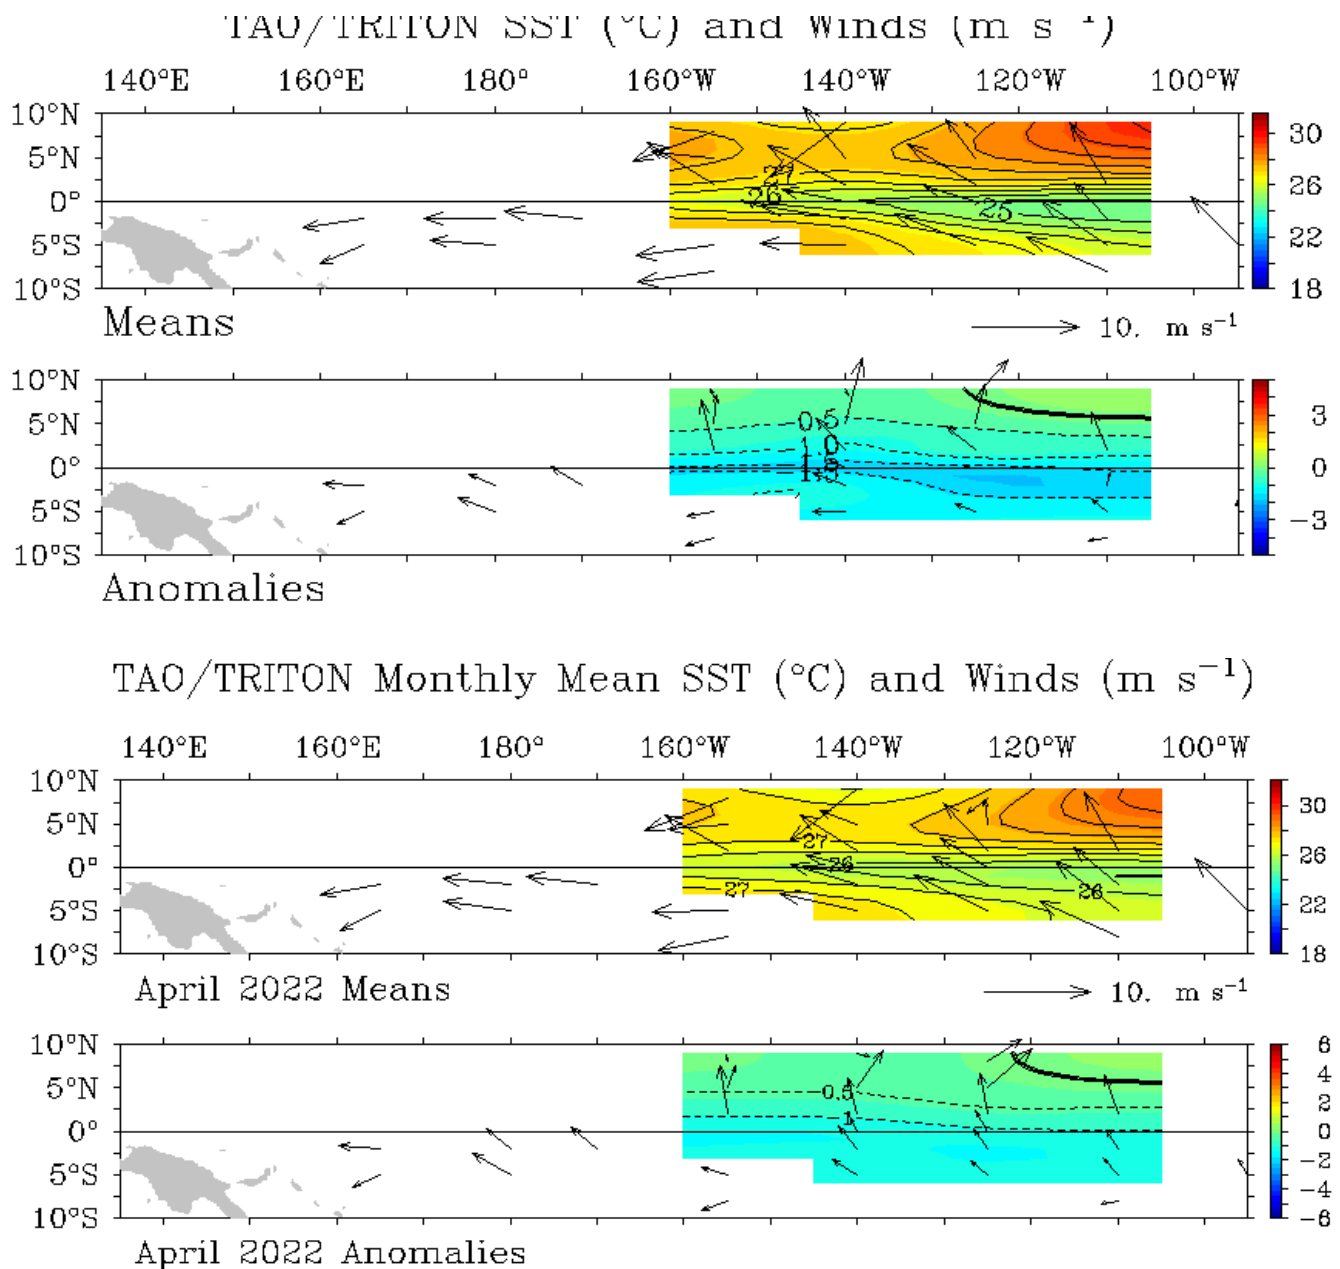 TAO/TRITON SST (°C) and Winds (m s⁻¹)
140°E 160°E 180° 160°W 140°W 120°W 100°W
10°N
5°N
0°
5°S
10°S
27
26
25
30
26
22
18
Means
10. m s⁻¹
10°N
5°N
0°
5°S
10°S
0.5
1.0
3
0
−3
Anomalies
TAO/TRITON Monthly Mean SST (°C) and Winds (m s⁻¹)
140°E 160°E 180° 160°W 140°W 120°W 100°W
10°N
5°N
0°
5°S
10°S
27
26
27
26
30
26
22
18
April 2022 Means
10. m s⁻¹
10°N
5°N
0°
5°S
10°S
0.5
1
6
4
2
0
−2
−4
−6
April 2022 Anomalies